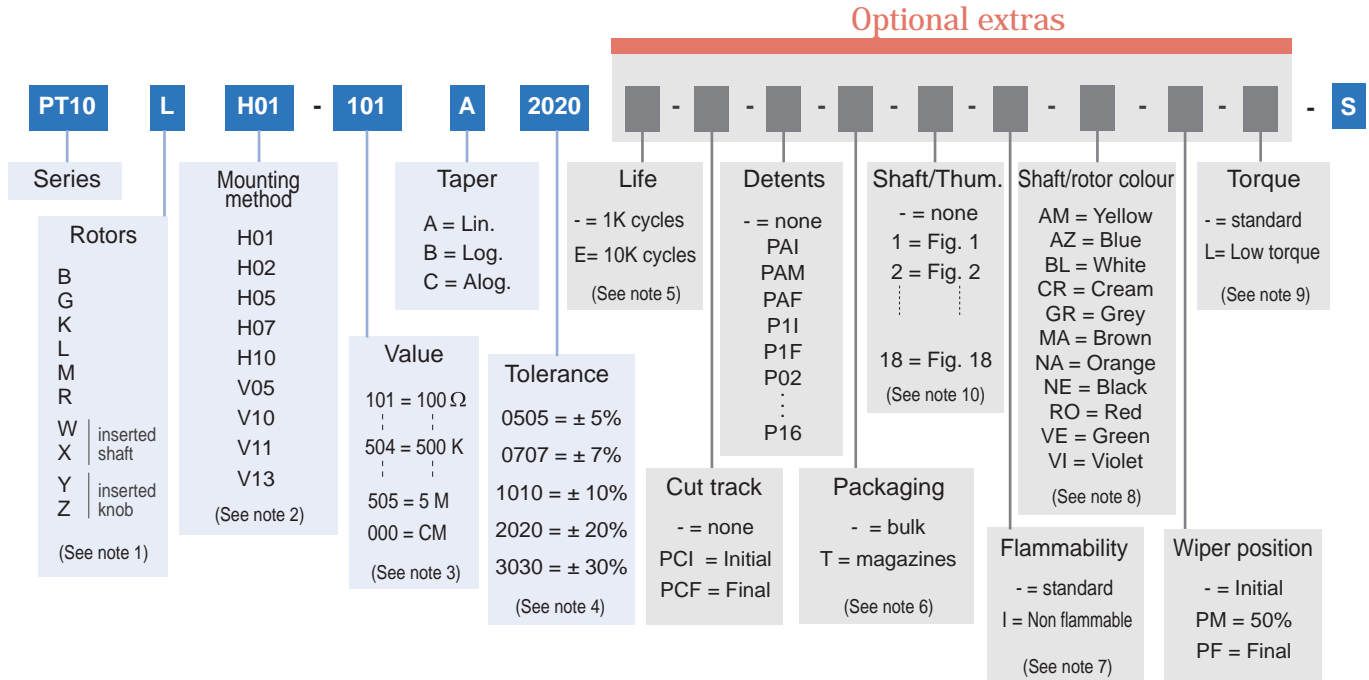 Optional extras
PT10 L H01 - 101 A 2020 - - - - - - - - - S
Series
Rotors
B
G
K
L
M
R
W
X
inserted
shaft
Y
Z
inserted
knob
(See note 1)
Mounting
method
H01
H02
H05
H07
H10
V05
V10
V11
V13
(See note 2)
Value
101 = 100 Ω
504 = 500 K
505 = 5 M
000 = CM
(See note 3)
Taper
A = Lin.
B = Log.
C = Alog.
Tolerance
0505 = ± 5%
0707 = ± 7%
1010 = ± 10%
2020 = ± 20%
3030 = ± 30%
(See note 4)
Life
- = 1K cycles
E= 10K cycles
(See note 5)
Cut track
- = none
PCI = Initial
PCF = Final
Detents
- = none
PAI
PAM
PAF
P1I
P1F
P02
:
:
P16
Packaging
- = bulk
T = magazines
(See note 6)
Shaft/Thum.
- = none
1 = Fig. 1
2 = Fig. 2
18 = Fig. 18
(See note 10)
Flammability
- = standard
I = Non flammable
(See note 7)
Shaft/rotor colour
AM = Yellow
AZ = Blue
BL = White
CR = Cream
GR = Grey
MA = Brown
NA = Orange
NE = Black
RO = Red
VE = Green
VI = Violet
(See note 8)
Wiper position
- = Initial
PM = 50%
PF = Final
Torque
- = standard
L= Low torque
(See note 9)